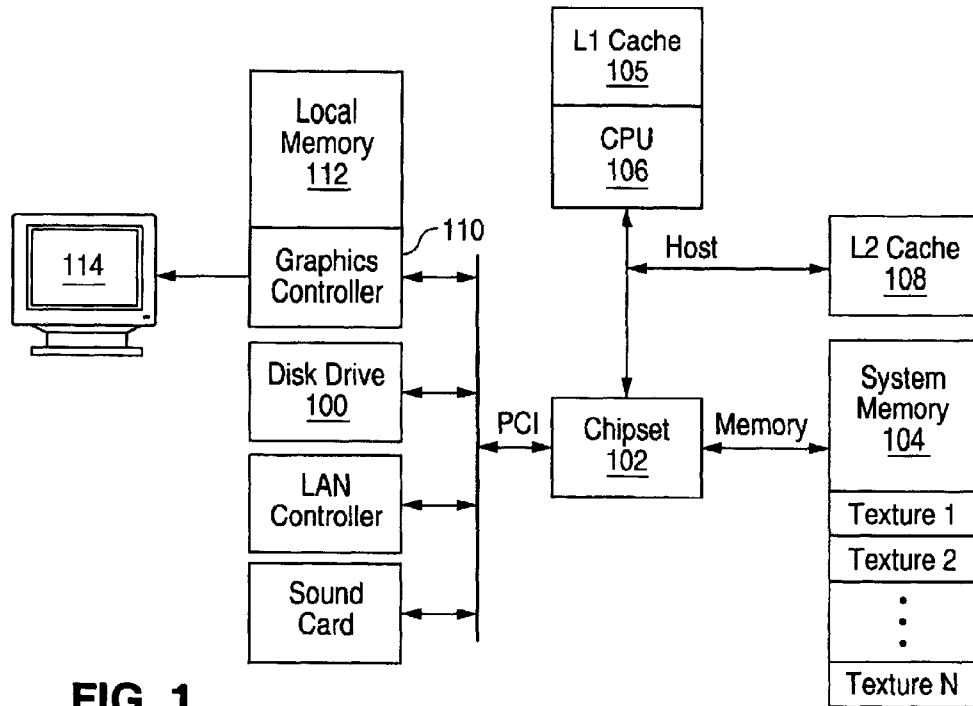 L1 Cache
105
CPU
106
Local
Memory
112
110
Graphics
Controller
114
Host
L2 Cache
108
Disk Drive
100
PCI
Chipset
102
Memory
System
Memory
104
LAN
Controller
Texture 1
Texture 2
Sound
Card
Texture N
FIG. 1